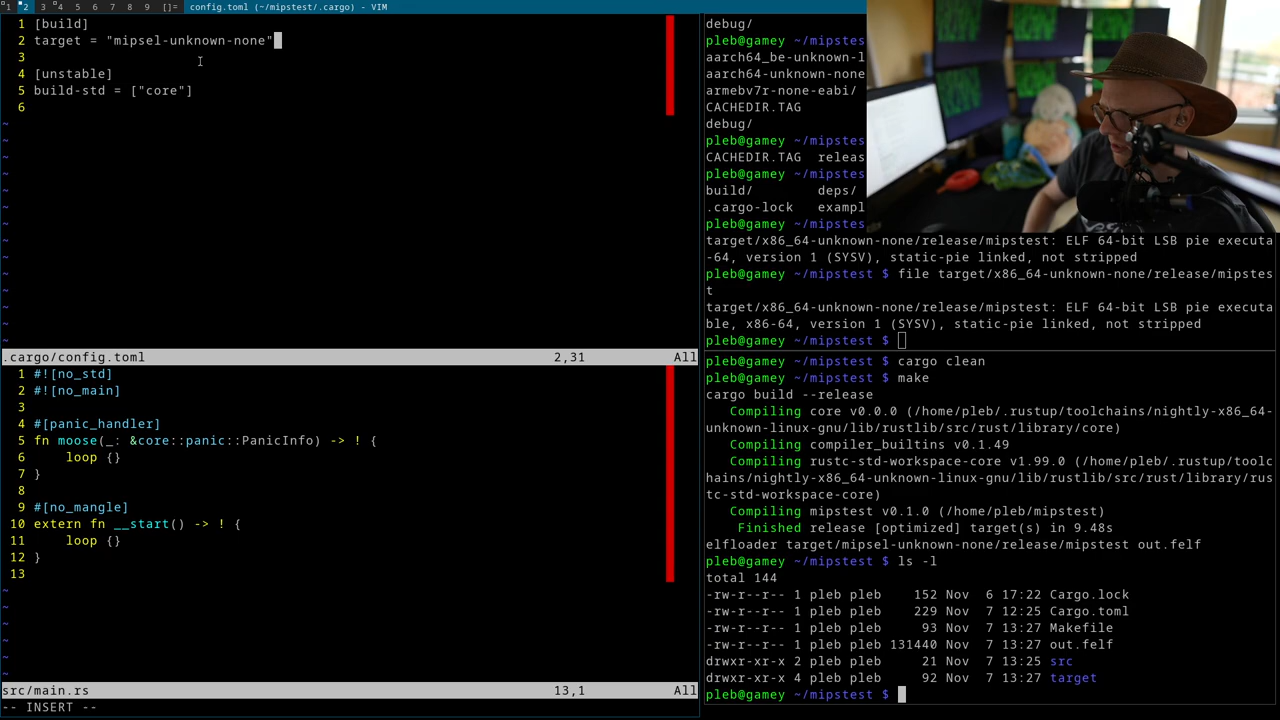 1 2 3 4 5 6 7 8 9 []= config.toml (~/mipstest/.cargo) - VIM
1 [build]
2 target = "mipsel-unknown-none"
3
4 [unstable]
5 build-std = ["core"]
6
~
~
~
~
~
~
~
~
~
~
~
~
~
~
.cargo/config.toml 2,31 All
1 #![no_std]
2 #![no_main]
3
4 #[panic_handler]
5 fn moose(_: &core::panic::PanicInfo) -> ! {
6     loop {}
7 }
8
9 #[no_mangle]
10 extern fn __start() -> ! {
11     loop {}
12 }
13
~
~
~
~
~
~
src/main.rs 13,1 All
-- INSERT --
debug/
pleb@gamey ~/mipstes
aarch64_be-unknown-l
aarch64-unknown-none
armebv7r-none-eabi/
CACHEDIR.TAG
debug/
pleb@gamey ~/mipstes
CACHEDIR.TAG  releas
pleb@gamey ~/mipstes
build/        deps/
.cargo-lock   exampl
pleb@gamey ~/mipstes
target/x86_64-unknown-none/release/mipstest: ELF 64-bit LSB pie executa
-64, version 1 (SYSV), static-pie linked, not stripped
pleb@gamey ~/mipstest $ file target/x86_64-unknown-none/release/mipstes
t
target/x86_64-unknown-none/release/mipstest: ELF 64-bit LSB pie executa
ble, x86-64, version 1 (SYSV), static-pie linked, not stripped
pleb@gamey ~/mipstest $
pleb@gamey ~/mipstest $ cargo clean
pleb@gamey ~/mipstest $ make
cargo build --release
   Compiling core v0.0.0 (/home/pleb/.rustup/toolchains/nightly-x86_64-
unknown-linux-gnu/lib/rustlib/src/rust/library/core)
   Compiling compiler_builtins v0.1.49
   Compiling rustc-std-workspace-core v1.99.0 (/home/pleb/.rustup/toolc
hains/nightly-x86_64-unknown-linux-gnu/lib/rustlib/src/rust/library/rus
tc-std-workspace-core)
   Compiling mipstest v0.1.0 (/home/pleb/mipstest)
    Finished release [optimized] target(s) in 9.48s
elfloader target/mipsel-unknown-none/release/mipstest out.felf
pleb@gamey ~/mipstest $ ls -l
total 144
-rw-r--r-- 1 pleb pleb    152 Nov  6 17:22 Cargo.lock
-rw-r--r-- 1 pleb pleb    229 Nov  7 12:25 Cargo.toml
-rw-r--r-- 1 pleb pleb     93 Nov  7 13:27 Makefile
-rw-r--r-- 1 pleb pleb 131440 Nov  7 13:27 out.felf
drwxr-xr-x 2 pleb pleb     21 Nov  7 13:25 src
drwxr-xr-x 4 pleb pleb     92 Nov  7 13:27 target
pleb@gamey ~/mipstest $